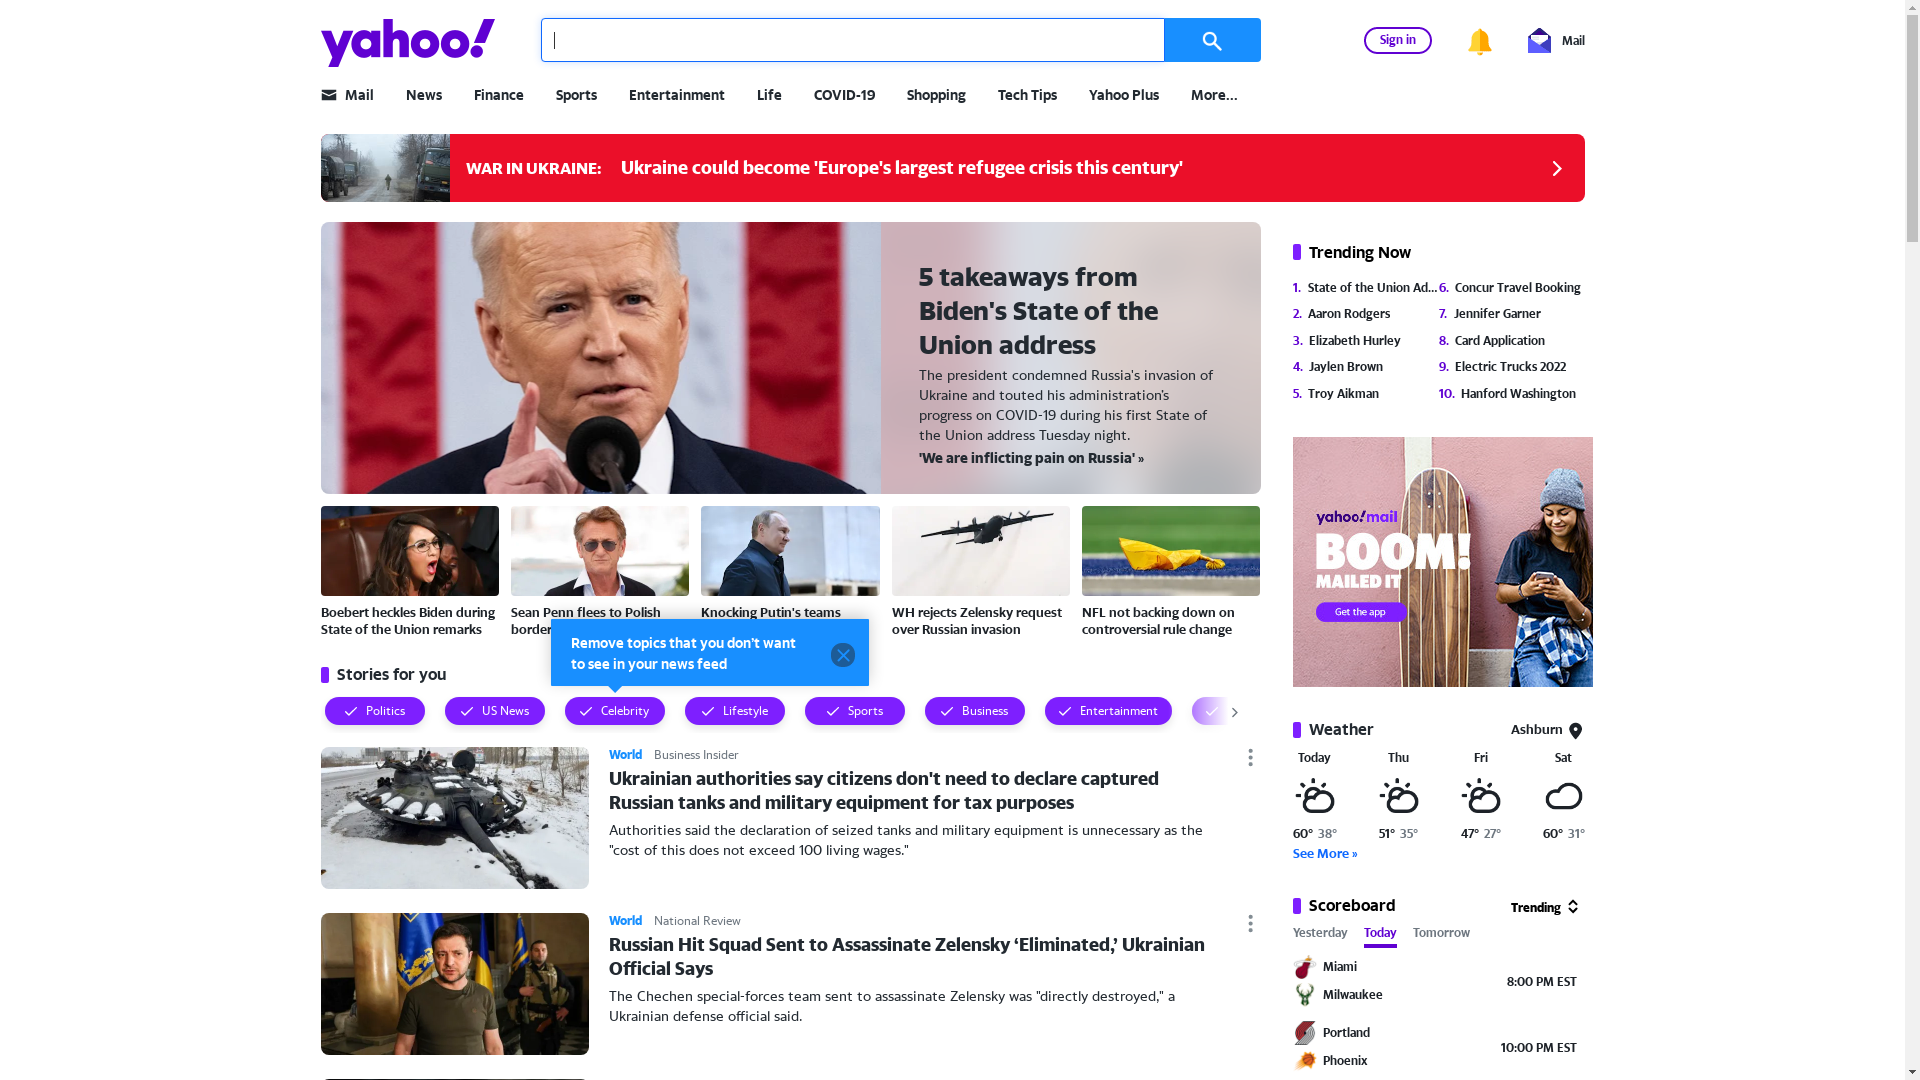 yahoo!
Sign in
Mail
Mail
News
Finance
Sports
Entertainment
Life
COVID-19
Shopping
Tech Tips
Yahoo Plus
More...
WAR IN UKRAINE:
Ukraine could become 'Europe's largest refugee crisis this century'
5 takeaways from
Biden's State of the
Union address
The president condemned Russia's invasion of
Ukraine and touted his administration's
progress on COVID-19 during his first State of
the Union address Tuesday night.
'We are inflicting pain on Russia' »
Boebert heckles Biden during
State of the Union remarks
Sean Penn flees to Polish
border
Knocking Putin's teams
WH rejects Zelensky request
over Russian invasion
NFL not backing down on
controversial rule change
Remove topics that you don't want
to see in your news feed
Stories for you
Politics
US News
Celebrity
Lifestyle
Sports
Business
Entertainment
World
Business Insider
Ukrainian authorities say citizens don't need to declare captured
Russian tanks and military equipment for tax purposes
Authorities said the declaration of seized tanks and military equipment is unnecessary as the
"cost of this does not exceed 100 living wages."
World
National Review
Russian Hit Squad Sent to Assassinate Zelensky ‘Eliminated,’ Ukrainian
Official Says
The Chechen special-forces team sent to assassinate Zelensky was "directly destroyed," a
Ukrainian defense official said.
Trending Now
1. State of the Union Ad...
2. Aaron Rodgers
3. Elizabeth Hurley
4. Jaylen Brown
5. Troy Aikman
6. Concur Travel Booking
7. Jennifer Garner
8. Card Application
9. Electric Trucks 2022
10. Hanford Washington
yahoo!mail
BOOM!
MAILED IT
Get the app
Weather
Ashburn
Today
Thu
Fri
Sat
60° 38°
51° 35°
47° 27°
60° 31°
See More »
Scoreboard
Trending
Yesterday
Today
Tomorrow
Miami
Milwaukee
8:00 PM EST
Portland
Phoenix
10:00 PM EST